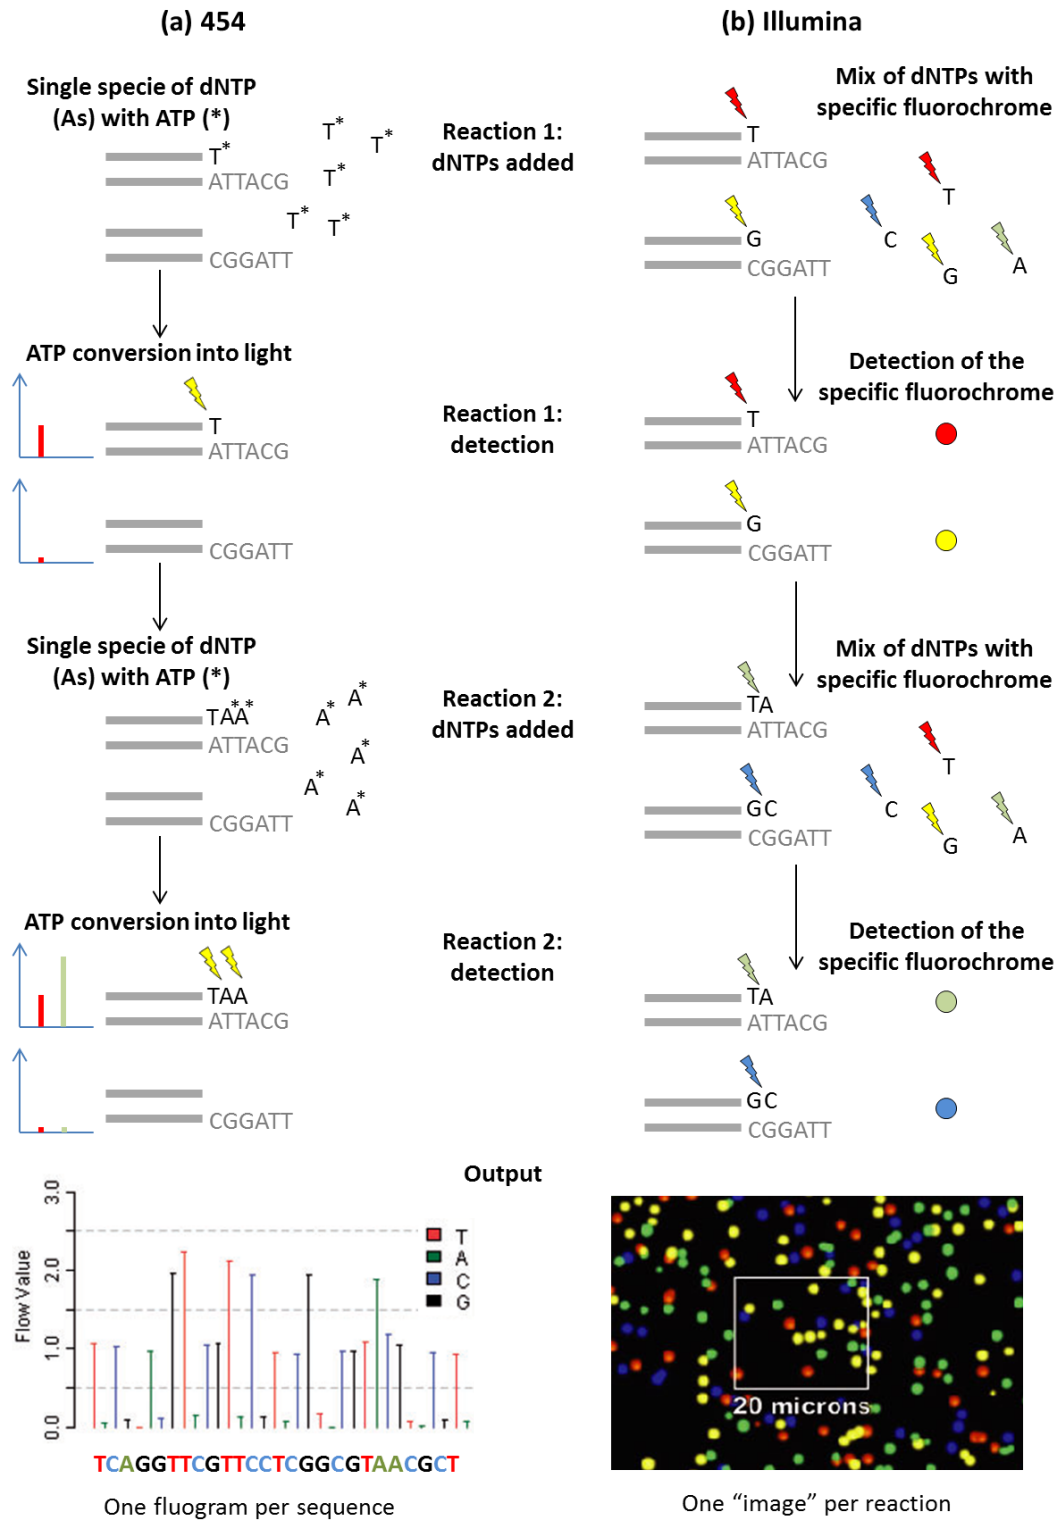 (a) 454
Single specie of dNTP
(As) with ATP (*)
T*
ATTACG
T*
T*
T*
T*
T*
CGGATT
ATP conversion into light
T
ATTACG
CGGATT
Single specie of dNTP
(As) with ATP (*)
TA*A*
ATTACG
A*
A*
A*
A*
A*
CGGATT
ATP conversion into light
TAA
ATTACG
CGGATT
Reaction 1:
dNTPs added
Reaction 1:
detection
Reaction 2:
dNTPs added
Reaction 2:
detection
Output
(b) Illumina
Mix of dNTPs with
specific fluorochrome
T
ATTACG
T
C
G
A
G
CGGATT
Detection of the
specific fluorochrome
T
ATTACG
G
CGGATT
Mix of dNTPs with
specific fluorochrome
TA
ATTACG
T
C
G
A
GC
CGGATT
Detection of the
specific fluorochrome
TA
ATTACG
GC
CGGATT
Flow Value
3.0
2.0
1.0
0.0
T
A
C
G
TCAGGTTCGTTCCTCGGCGTAACGCT
One fluogram per sequence
20 microns
One “image” per reaction